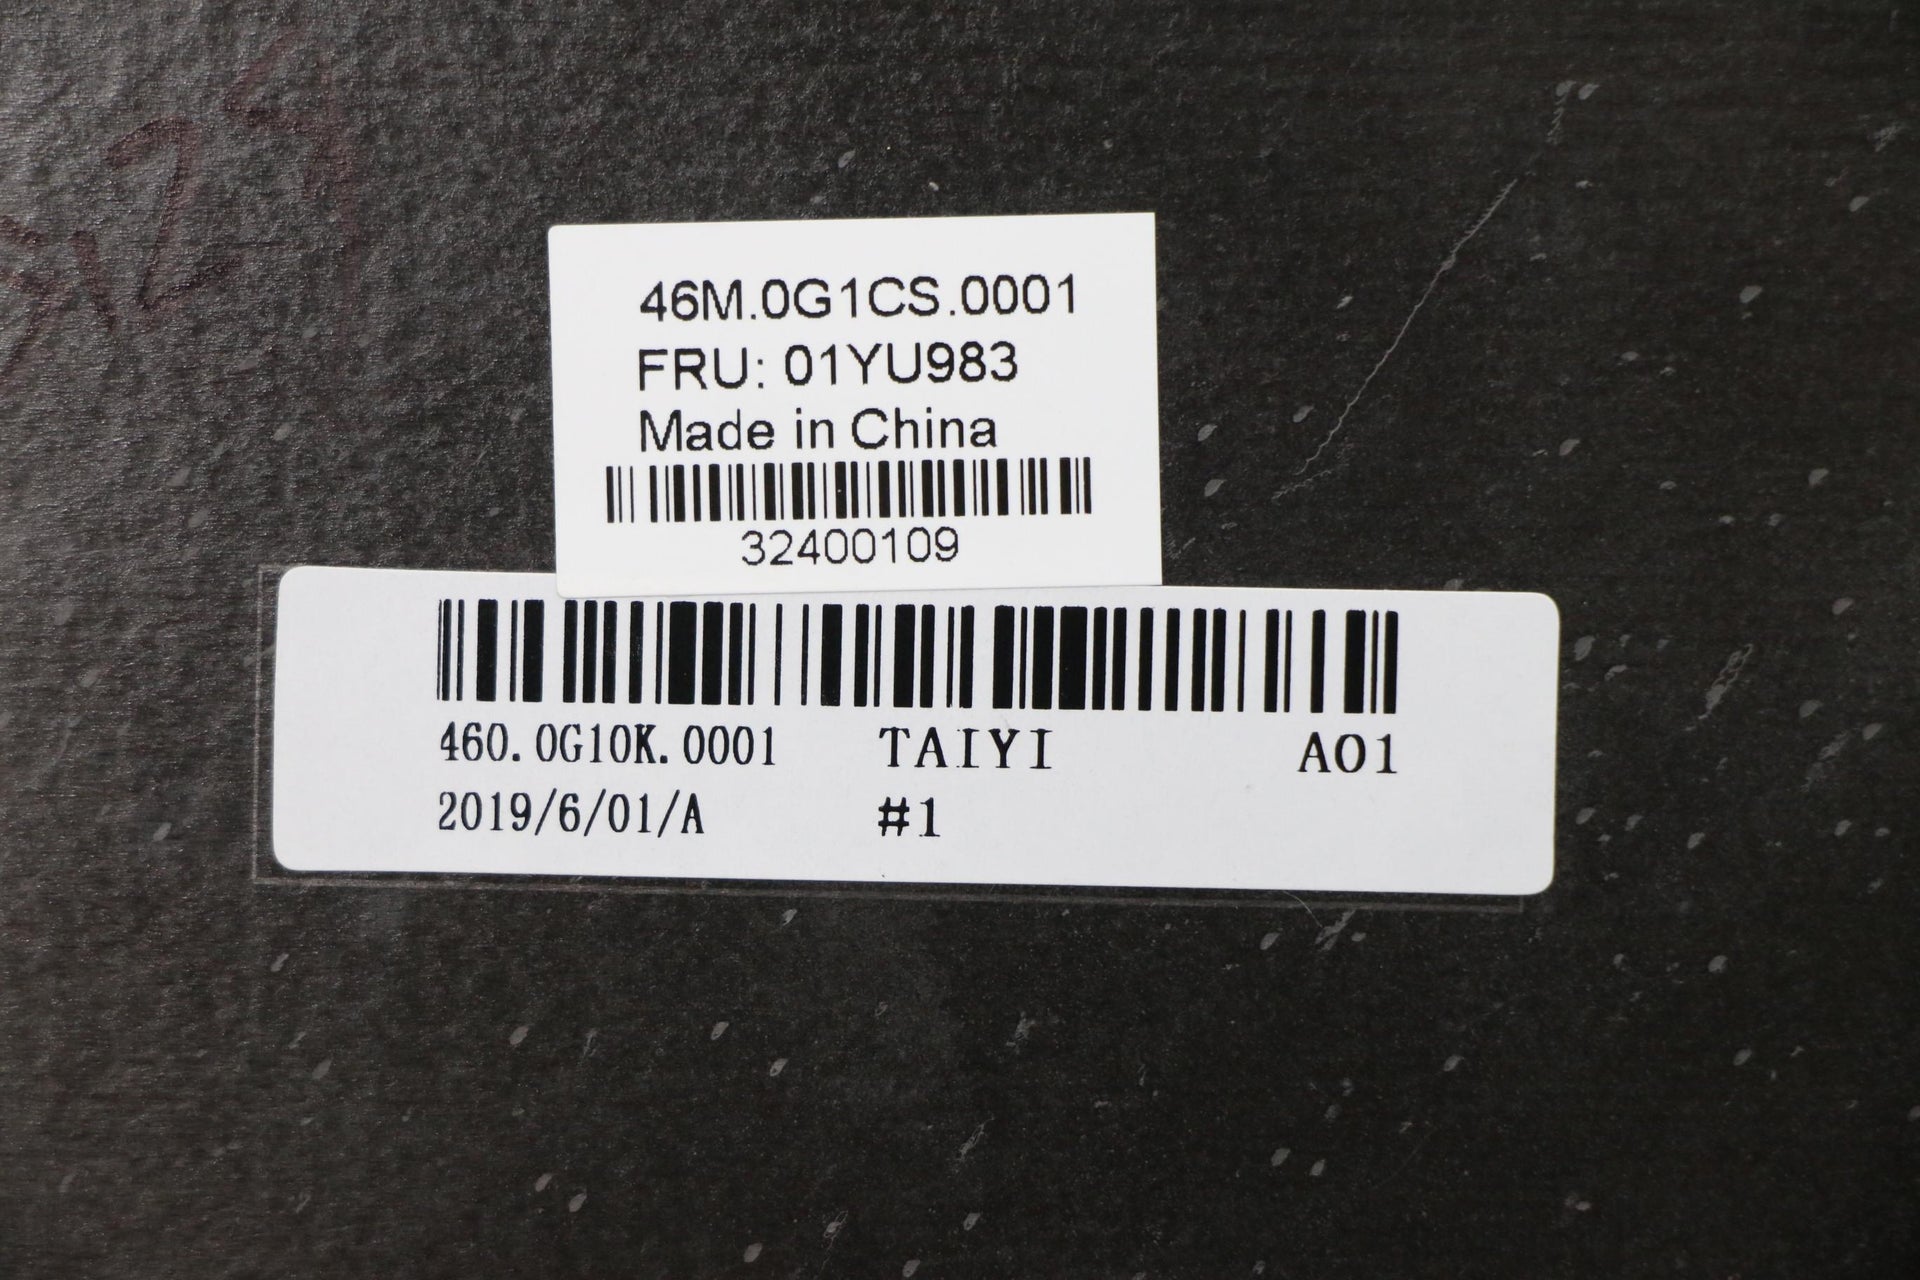 46M.0G1CS.0001
FRU: 01YU983
Made in China
32400109
460.0G10K.0001 TAIYI A01
2019/6/01/A #1